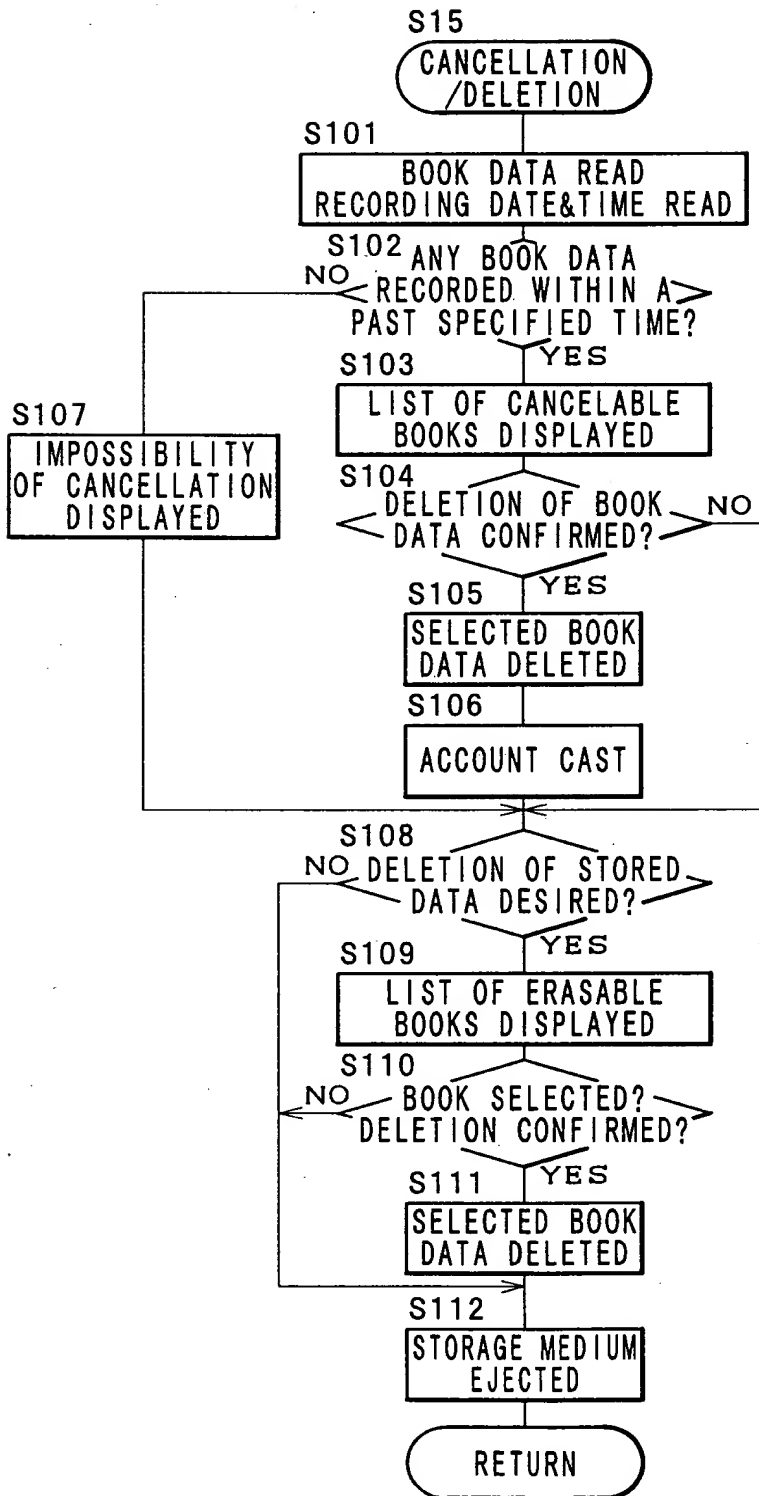 S15
CANCELLATION
/DELETION
S101
BOOK DATA READ
RECORDING DATE&TIME READ
S102
ANY BOOK DATA
NO
RECORDED WITHIN A
PAST SPECIFIED TIME?
YES
S103
LIST OF CANCELABLE
BOOKS DISPLAYED
S107
IMPOSSIBILITY
OF CANCELLATION
DISPLAYED
S104
DELETION OF BOOK
DATA CONFIRMED?
NO
YES
S105
SELECTED BOOK
DATA DELETED
S106
ACCOUNT CAST
S108
NO
DELETION OF STORED
DATA DESIRED?
YES
S109
LIST OF ERASABLE
BOOKS DISPLAYED
S110
NO
BOOK SELECTED?
DELETION CONFIRMED?
YES
S111
SELECTED BOOK
DATA DELETED
S112
STORAGE MEDIUM
EJECTED
RETURN